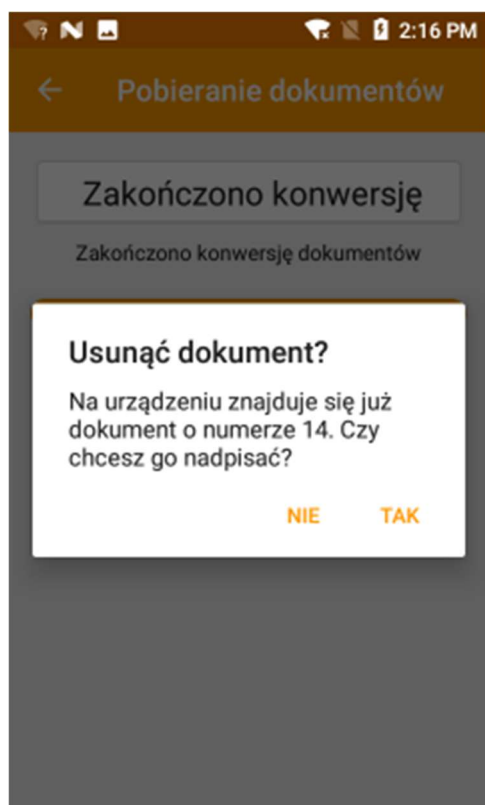 2:16 PM
Pobieranie dokumentów
Zakończono konwersję
Zakończono konwersję dokumentów
Usunąć dokument?
Na urządzeniu znajduje się już
dokument o numerze 14. Czy
chcesz go nadpisać?
NIE TAK